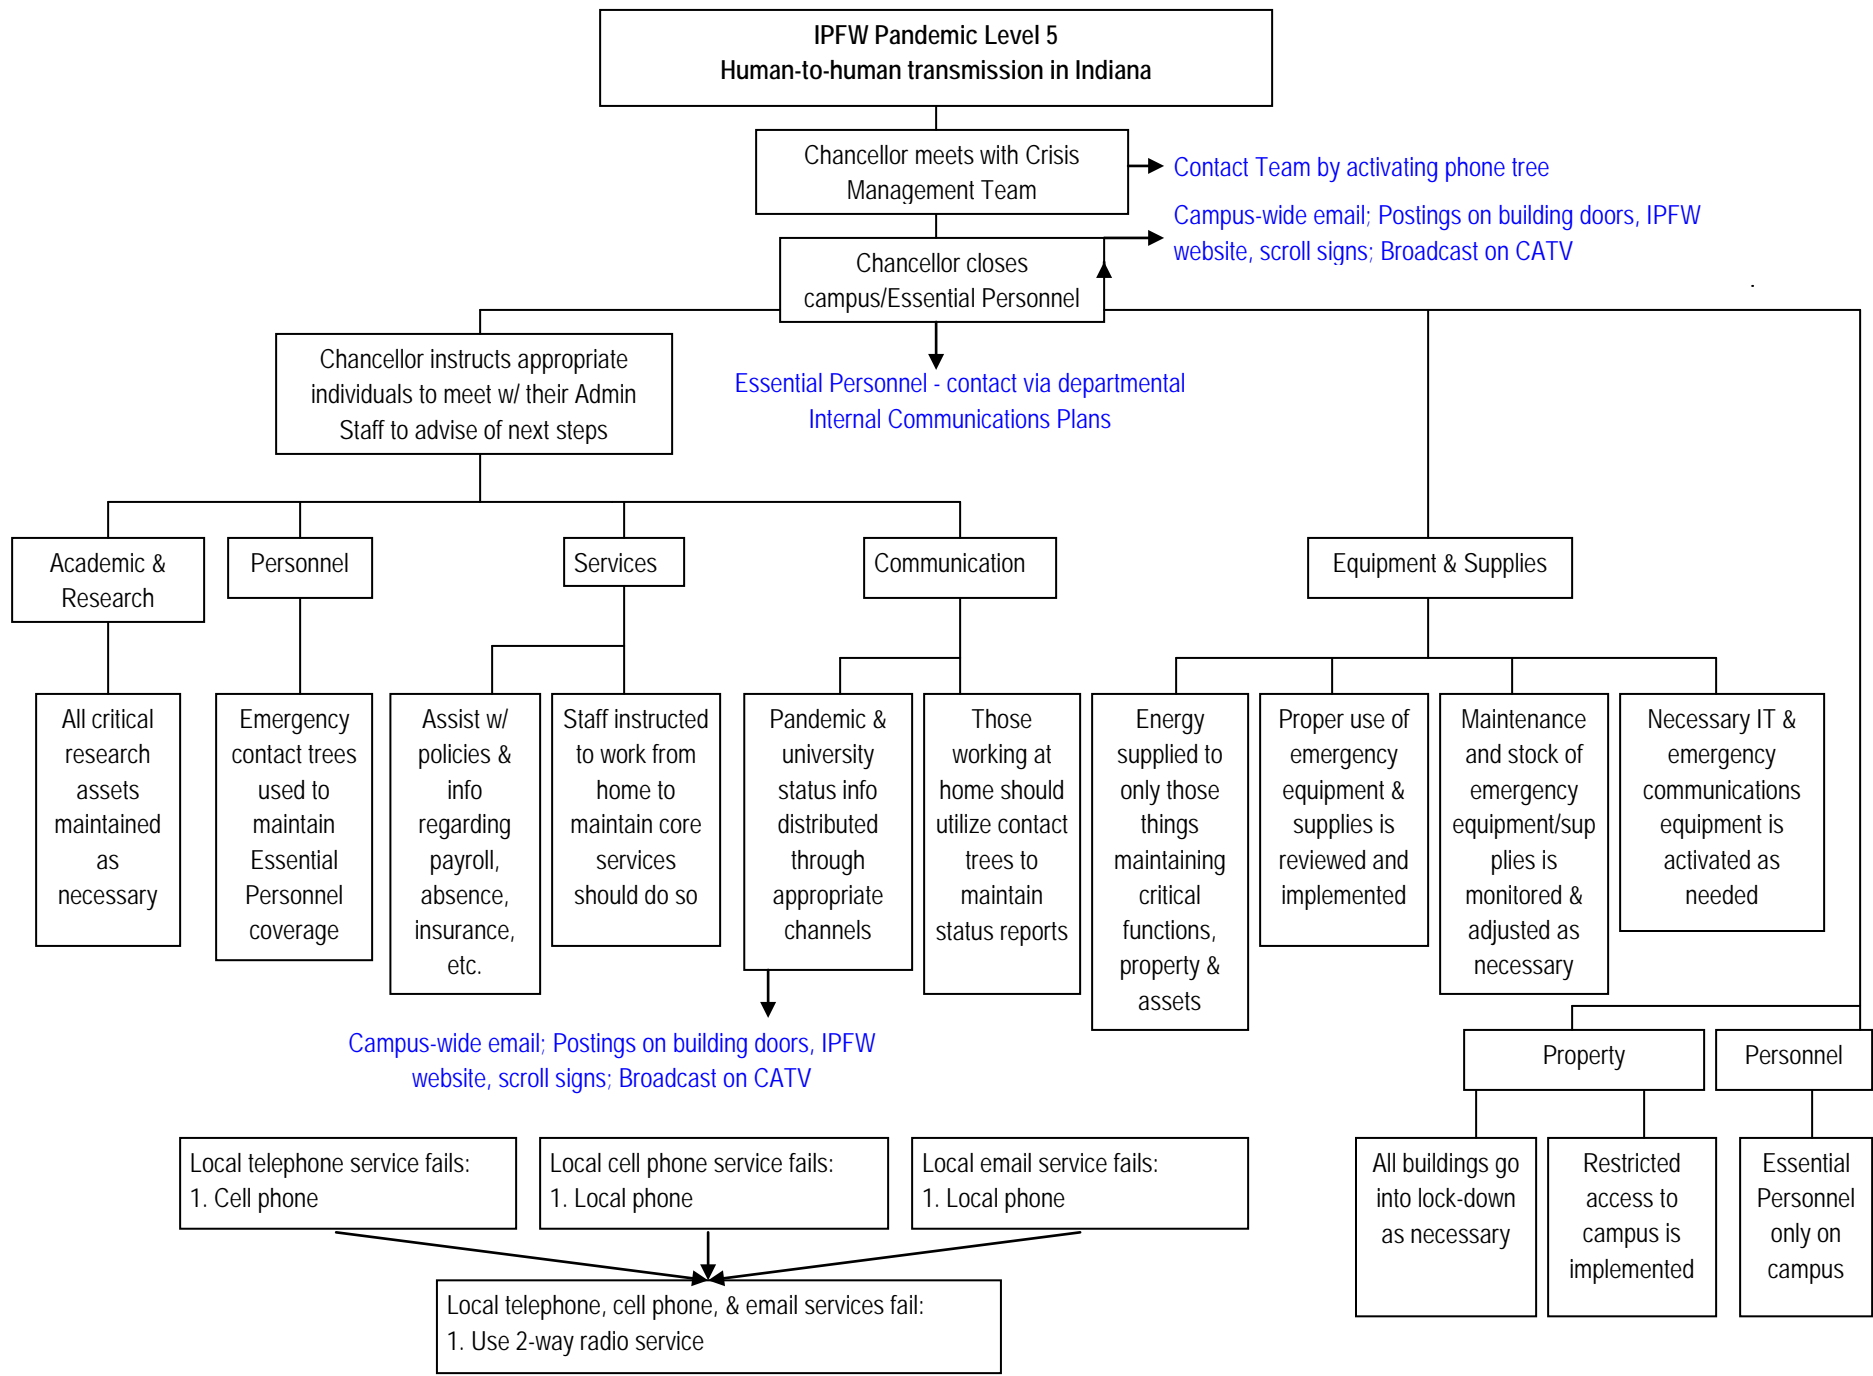 IPFW Pandemic Level 5
Human-to-human transmission in Indiana
Chancellor meets with Crisis
Management Team
Contact Team by activating phone tree
Campus-wide email; Postings on building doors, IPFW
website, scroll signs; Broadcast on CATV
Chancellor closes
campus/Essential Personnel
Essential Personnel - contact via departmental
Internal Communications Plans
Chancellor instructs appropriate
individuals to meet w/ their Admin
Staff to advise of next steps
Academic &
Research
Personnel
Services
Communication
Equipment & Supplies
All critical
research
assets
maintained
as
necessary
Emergency
contact trees
used to
maintain
Essential
Personnel
coverage
Assist w/
policies &
info
regarding
payroll,
absence,
insurance,
etc.
Staff instructed
to work from
home to
maintain core
services
should do so
Pandemic &
university
status info
distributed
through
appropriate
channels
Those
working at
home should
utilize contact
trees to
maintain
status reports
Energy
supplied to
only those
things
maintaining
critical
functions,
property &
assets
Proper use of
emergency
equipment &
supplies is
reviewed and
implemented
Maintenance
and stock of
emergency
equipment/sup
plies is
monitored &
adjusted as
necessary
Necessary IT &
emergency
communications
equipment is
activated as
needed
Campus-wide email; Postings on building doors, IPFW
website, scroll signs; Broadcast on CATV
Property
Personnel
All buildings go
into lock-down
as necessary
Restricted
access to
campus is
implemented
Essential
Personnel
only on
campus
Local telephone service fails:
1. Cell phone
Local cell phone service fails:
1. Local phone
Local email service fails:
1. Local phone
Local telephone, cell phone, & email services fail:
1. Use 2-way radio service